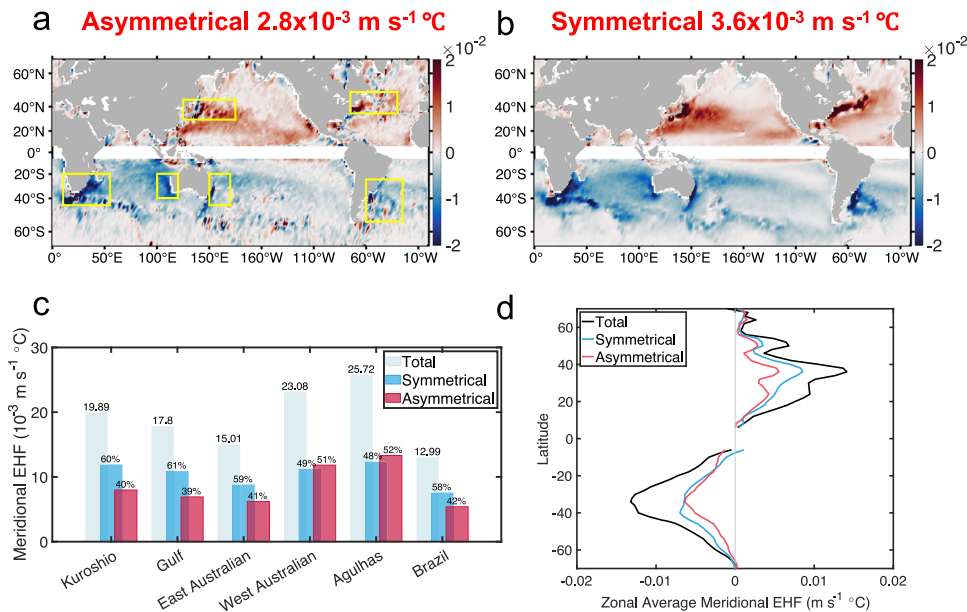 a
Asymmetrical 2.8x10-3 m s-1 ℃
b
Symmetrical 3.6x10-3 m s-1 ℃
×10-2
60°N
40°N
20°N
0°
20°S
40°S
60°S
0°
50°E
100°E
150°E
160°W
110°W
60°W
10°W
2
1
0
-1
-2
×10-2
60°N
40°N
20°N
0°
20°S
40°S
60°S
0°
50°E
100°E
150°E
160°W
110°W
60°W
10°W
2
1
0
-1
-2
c
Meridional EHF (10-3 m s-1 °C)
30
20
10
0
Total
Symmetrical
Asymmetrical
19.89
60%
40%
17.8
61%
39%
15.01
59%
41%
23.08
49%
51%
25.72
48%
52%
12.99
58%
42%
Kuroshio
Gulf
East Australian
West Australian
Agulhas
Brazil
d
Total
Symmetrical
Asymmetrical
Latitude
60
40
20
0
-20
-40
-60
-0.02
-0.01
0
0.01
0.02
Zonal Average Meridional EHF (m s-1 °C)